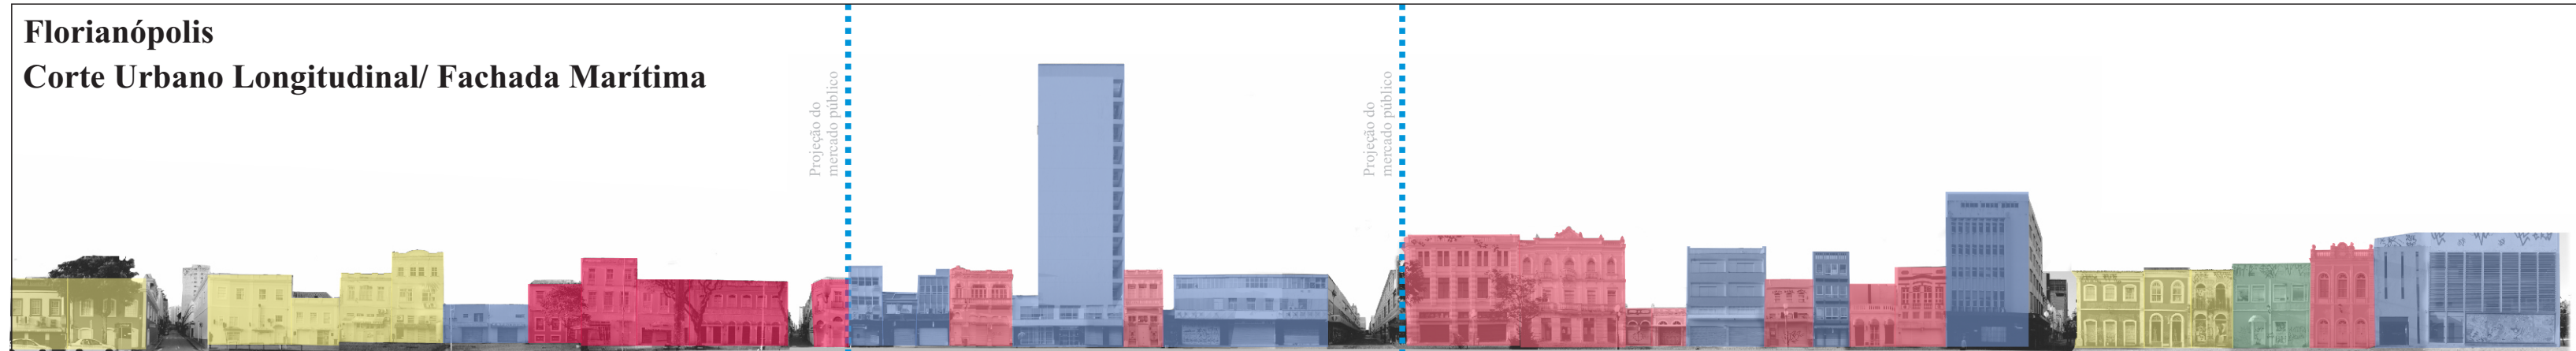 Florianópolis
Corte Urbano Longitudinal/ Fachada Marítima
Projeção do
mercado público
Projeção do
mercado público